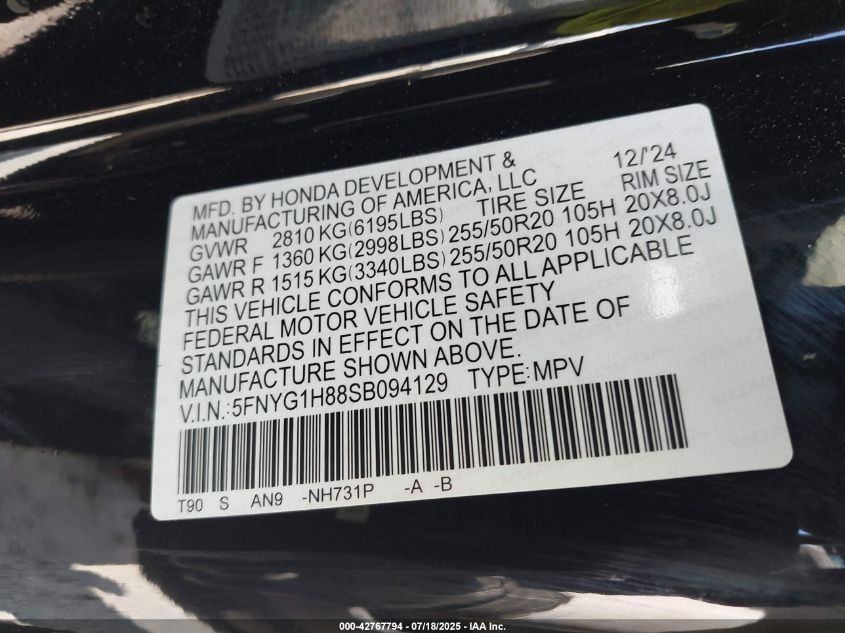 MFD. BY HONDA DEVELOPMENT & 12/'24
MANUFACTURING OF AMERICA, LLC
GVWR 2810 KG(6195LBS) TIRE SIZE RIM SIZE
GAWR F 1360 KG(2998LBS) 255/50R20 105H 20X8.0J
GAWR R 1515 KG(3340LBS) 255/50R20 105H 20X8.0J
THIS VEHICLE CONFORMS TO ALL APPLICABLE
FEDERAL MOTOR VEHICLE SAFETY
STANDARDS IN EFFECT ON THE DATE OF
MANUFACTURE SHOWN ABOVE.
V.I.N.:5FNYG1H88SB094129 TYPE:MPV
T90 S AN9 -NH731P -A -B
000-42767794 - 07/18/2025 - IAA Inc.